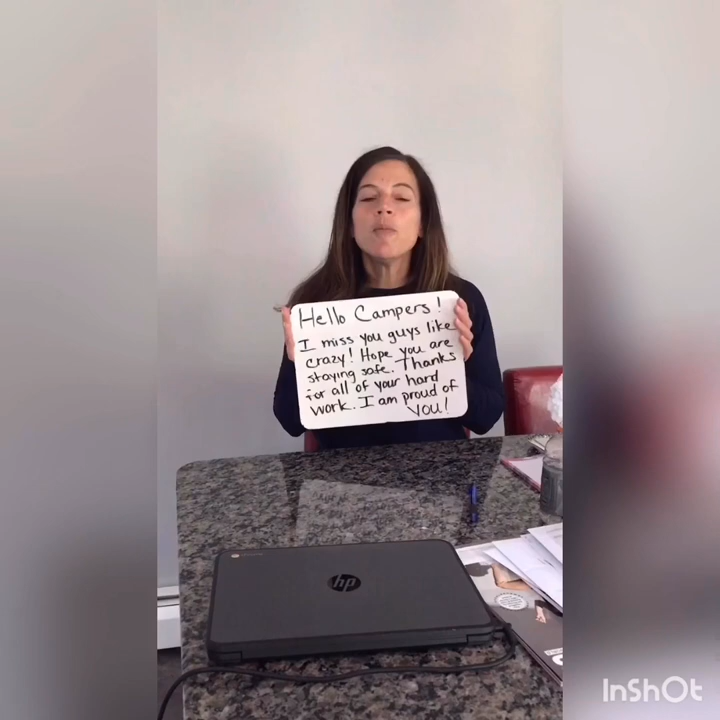 Hello Campers!
I miss you guys like
crazy! Hope you are
staying safe. Thanks
for all of your hard
work. I am proud of
you!
hp
InShOt